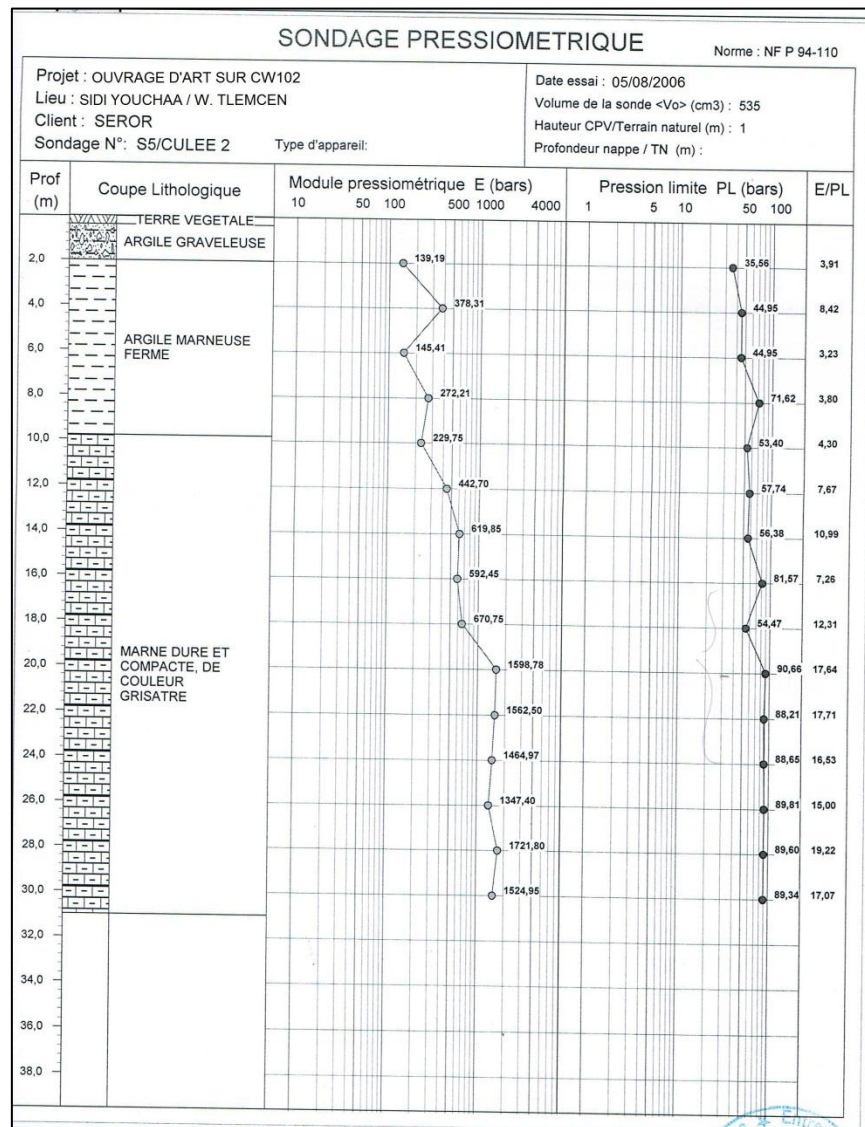 SONDAGE PRESSIOMETRIQUE
Norme : NF P 94-110
Projet : OUVRAGE D'ART SUR CW102
Lieu : SIDI YOUCHAA / W. TLEMCEN
Client : SEROR
Sondage N°: S5/CULEE 2 Type d'appareil:
Date essai : 05/08/2006
Volume de la sonde <Vo> (cm3) : 535
Hauteur CPV/Terrain naturel (m) : 1
Profondeur nappe / TN (m) :
Prof (m) Coupe Lithologique Module pressiométrique E (bars) Pression limite PL (bars) E/PL
10 50 100 500 1000 4000 1 5 10 50 100
TERRE VEGETALE
ARGILE GRAVELEUSE
2,0 139,19 35,56 3,91
4,0 378,31 44,95 8,42
ARGILE MARNEUSE
FERME
6,0 145,41 44,95 3,23
8,0 272,21 71,62 3,80
10,0 229,75 53,40 4,30
12,0 442,70 57,74 7,67
14,0 619,85 56,38 10,99
16,0 592,45 81,57 7,26
18,0 670,75 54,47 12,31
MARNE DURE ET
COMPACTE, DE
COULEUR
GRISATRE
20,0 1598,78 90,66 17,64
22,0 1562,50 88,21 17,71
24,0 1464,97 88,65 16,53
26,0 1347,40 89,81 15,00
28,0 1721,80 89,60 19,22
30,0 1524,95 89,34 17,07
32,0
34,0
36,0
38,0